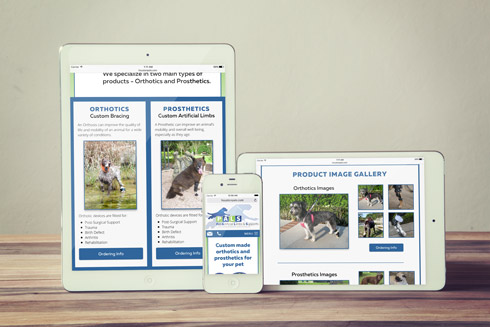 We specialize in two main types of
products - Orthotics and Prosthetics.
ORTHOTICS
Custom Bracing
An Orthotic can improve the quality of
life and mobility of an animal for a wide
variety of conditions.
Orthotic devices are fitted for:
Post Surgical Support
Trauma
Birth Defect
Arthritis
Rehabilitation
Ordering Info
PROSTHETICS
Custom Artificial Limbs
A Prosthetic can improve an animal's
mobility and overall well-being,
especially as they age.
Orthotic devices are fitted for:
Post Surgical Support
Trauma
Birth Defect
Arthritis
Rehabilitation
Ordering Info
MENU
Custom made
orthotics and
prosthetics for
your pet
PRODUCT IMAGE GALLERY
Orthotics Images
Ordering Info
Prosthetics Images